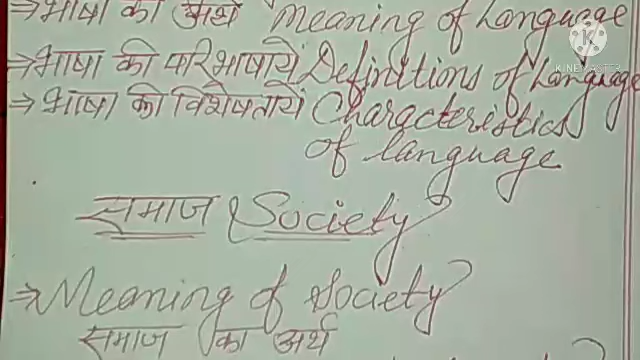 ⇒ भाषा का अर्थ Meaning of Language
⇒ भाषा की परिभाषायें Definitions of Language
⇒ भाषा की विशेषतायें Characteristics
of language
समाज Society
⇒ Meaning of Society
समाज का अर्थ
KINEMASTER